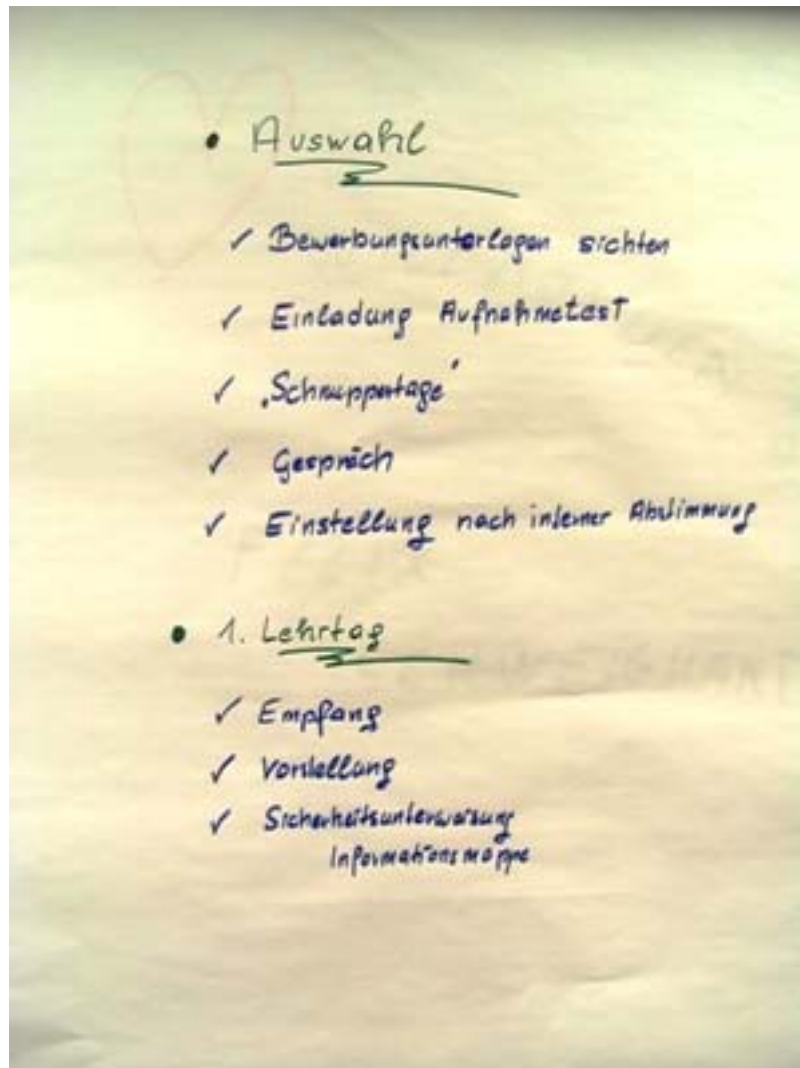 • Auswahl
✓ Bewerbungsunterlagen sichten
✓ Einladung Aufnahmetest
✓ „Schnuppertage“
✓ Gespräch
✓ Einstellung nach interner Abstimmung
• 1. Lehrtag
✓ Empfang
✓ Vorstellung
✓ Sicherheitsunterweisung
Informationsmappe